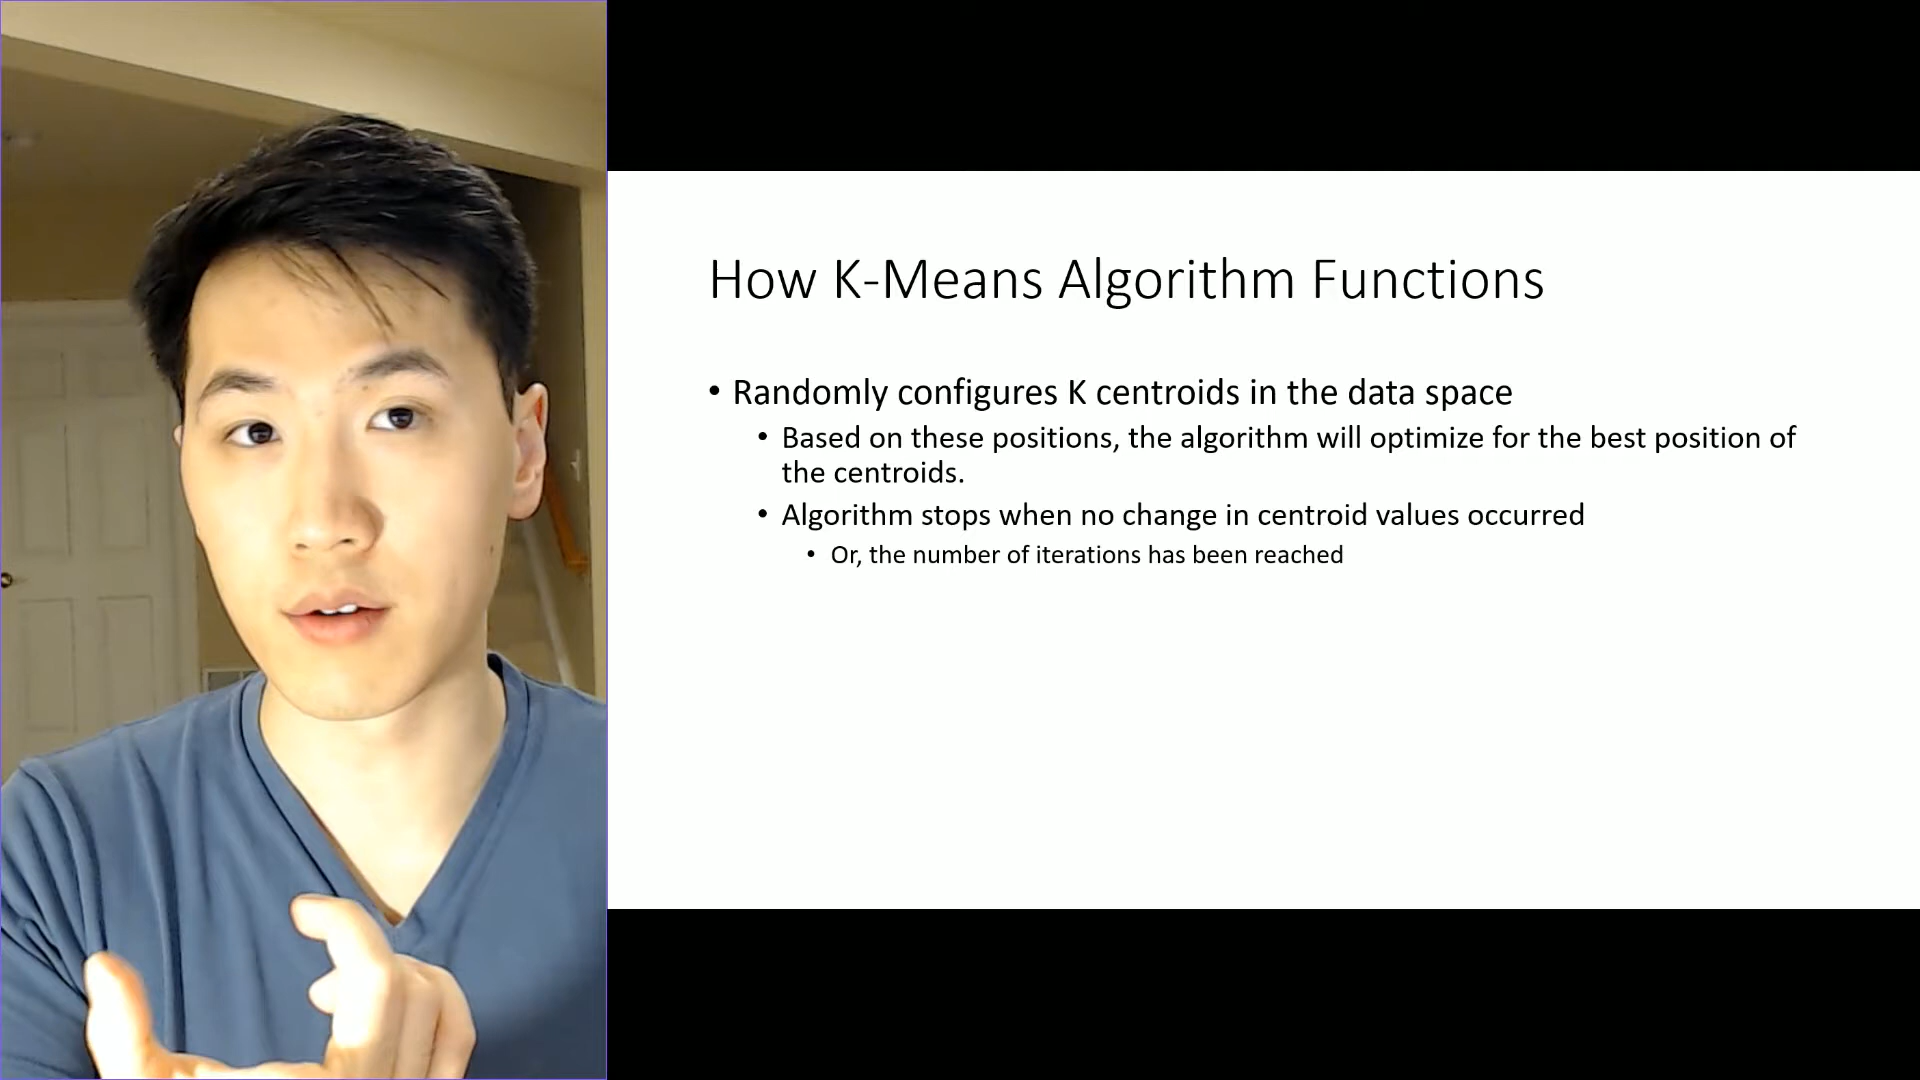 How K-Means Algorithm Functions
• Randomly configures K centroids in the data space
• Based on these positions, the algorithm will optimize for the best position of
the centroids.
• Algorithm stops when no change in centroid values occurred
• Or, the number of iterations has been reached